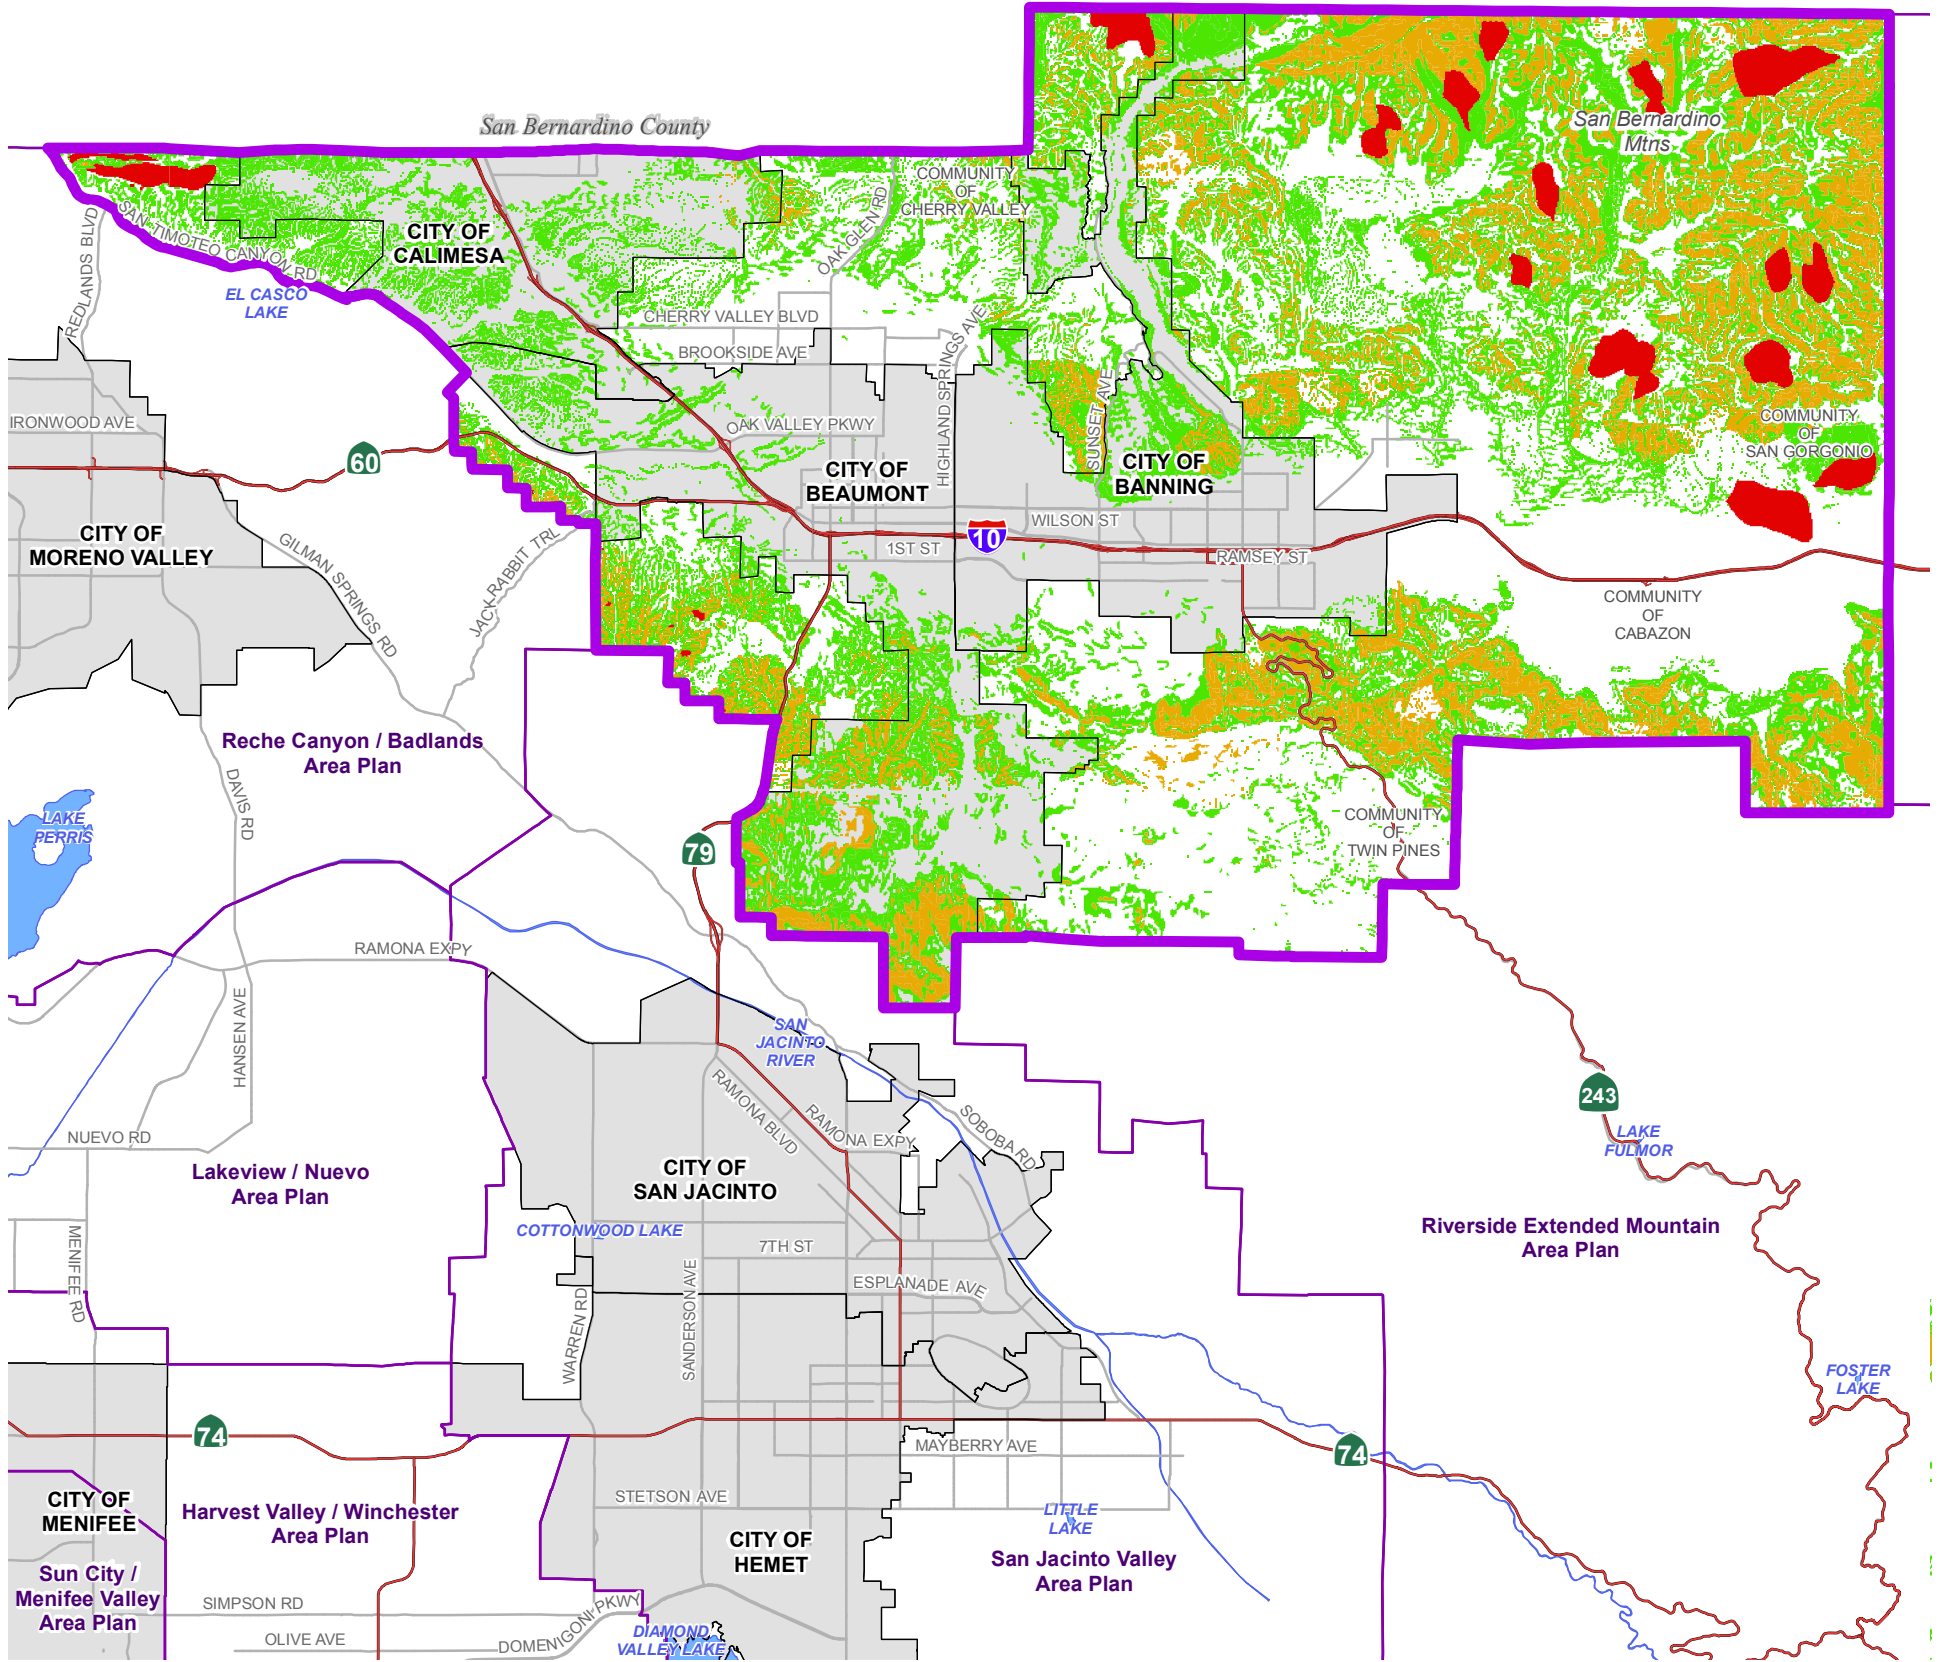 San Bernardino County
San Bernardino
Mtns
COMMUNITY
OF
CHERRY VALLEY
CITY OF
CALIMESA
OAK GLEN RD
REDLANDS BLVD
SAN TIMOTEO CANYON RD
EL CASCO
LAKE
CHERRY VALLEY BLVD
BROOKSIDE AVE
HIGHLAND SPRINGS AVE
SUNSET AVE
IRONWOOD AVE
OAK VALLEY PKWY
COMMUNITY
OF
SAN GORGONIO
60
CITY OF
BEAUMONT
CITY OF
BANNING
CITY OF
MORENO VALLEY
GILMAN SPRINGS RD
JACK RABBIT TRL
WILSON ST
10
1ST ST
RAMSEY ST
COMMUNITY
OF
CABAZON
Reche Canyon / Badlands
Area Plan
DAVIS RD
LAKE
PERRIS
79
COMMUNITY
OF
TWIN PINES
RAMONA EXPY
HANSEN AVE
SAN
JACINTO
RIVER
RAMONA BLVD
RAMONA EXPY
SOBOBA RD
243
LAKE
FULMOR
NUEVO RD
Lakeview / Nuevo
Area Plan
CITY OF
SAN JACINTO
COTTONWOOD LAKE
7TH ST
MENIFEE RD
WARREN RD
SANDERSON AVE
ESPLANADE AVE
Riverside Extended Mountain
Area Plan
FOSTER
LAKE
74
74
MAYBERRY AVE
CITY OF
MENIFEE
Harvest Valley / Winchester
Area Plan
STETSON AVE
CITY OF
HEMET
LITTLE
LAKE
San Jacinto Valley
Area Plan
Sun City /
Menifee Valley
Area Plan
SIMPSON RD
OLIVE AVE
DOMENIGONI PKWY
DIAMOND
VALLEY LAKE